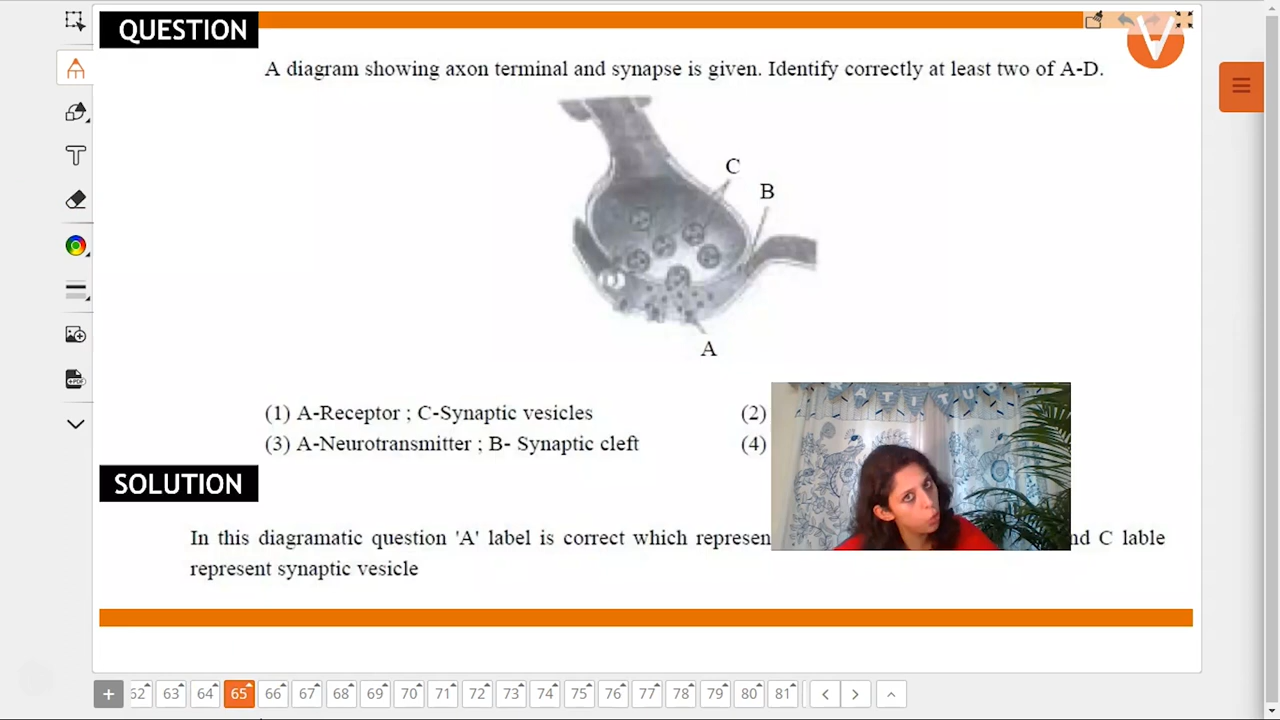 QUESTION
A diagram showing axon terminal and synapse is given. Identify correctly at least two of A-D.
C
B
A
(1) A-Receptor ; C-Synaptic vesicles (2)
(3) A-Neurotransmitter ; B- Synaptic cleft (4)
ATITUD
SOLUTION
In this diagramatic question 'A' label is correct which represen nd C lable
represent synaptic vesicle
62 63 64 65 66 67 68 69 70 71 72 73 74 75 76 77 78 79 80 81